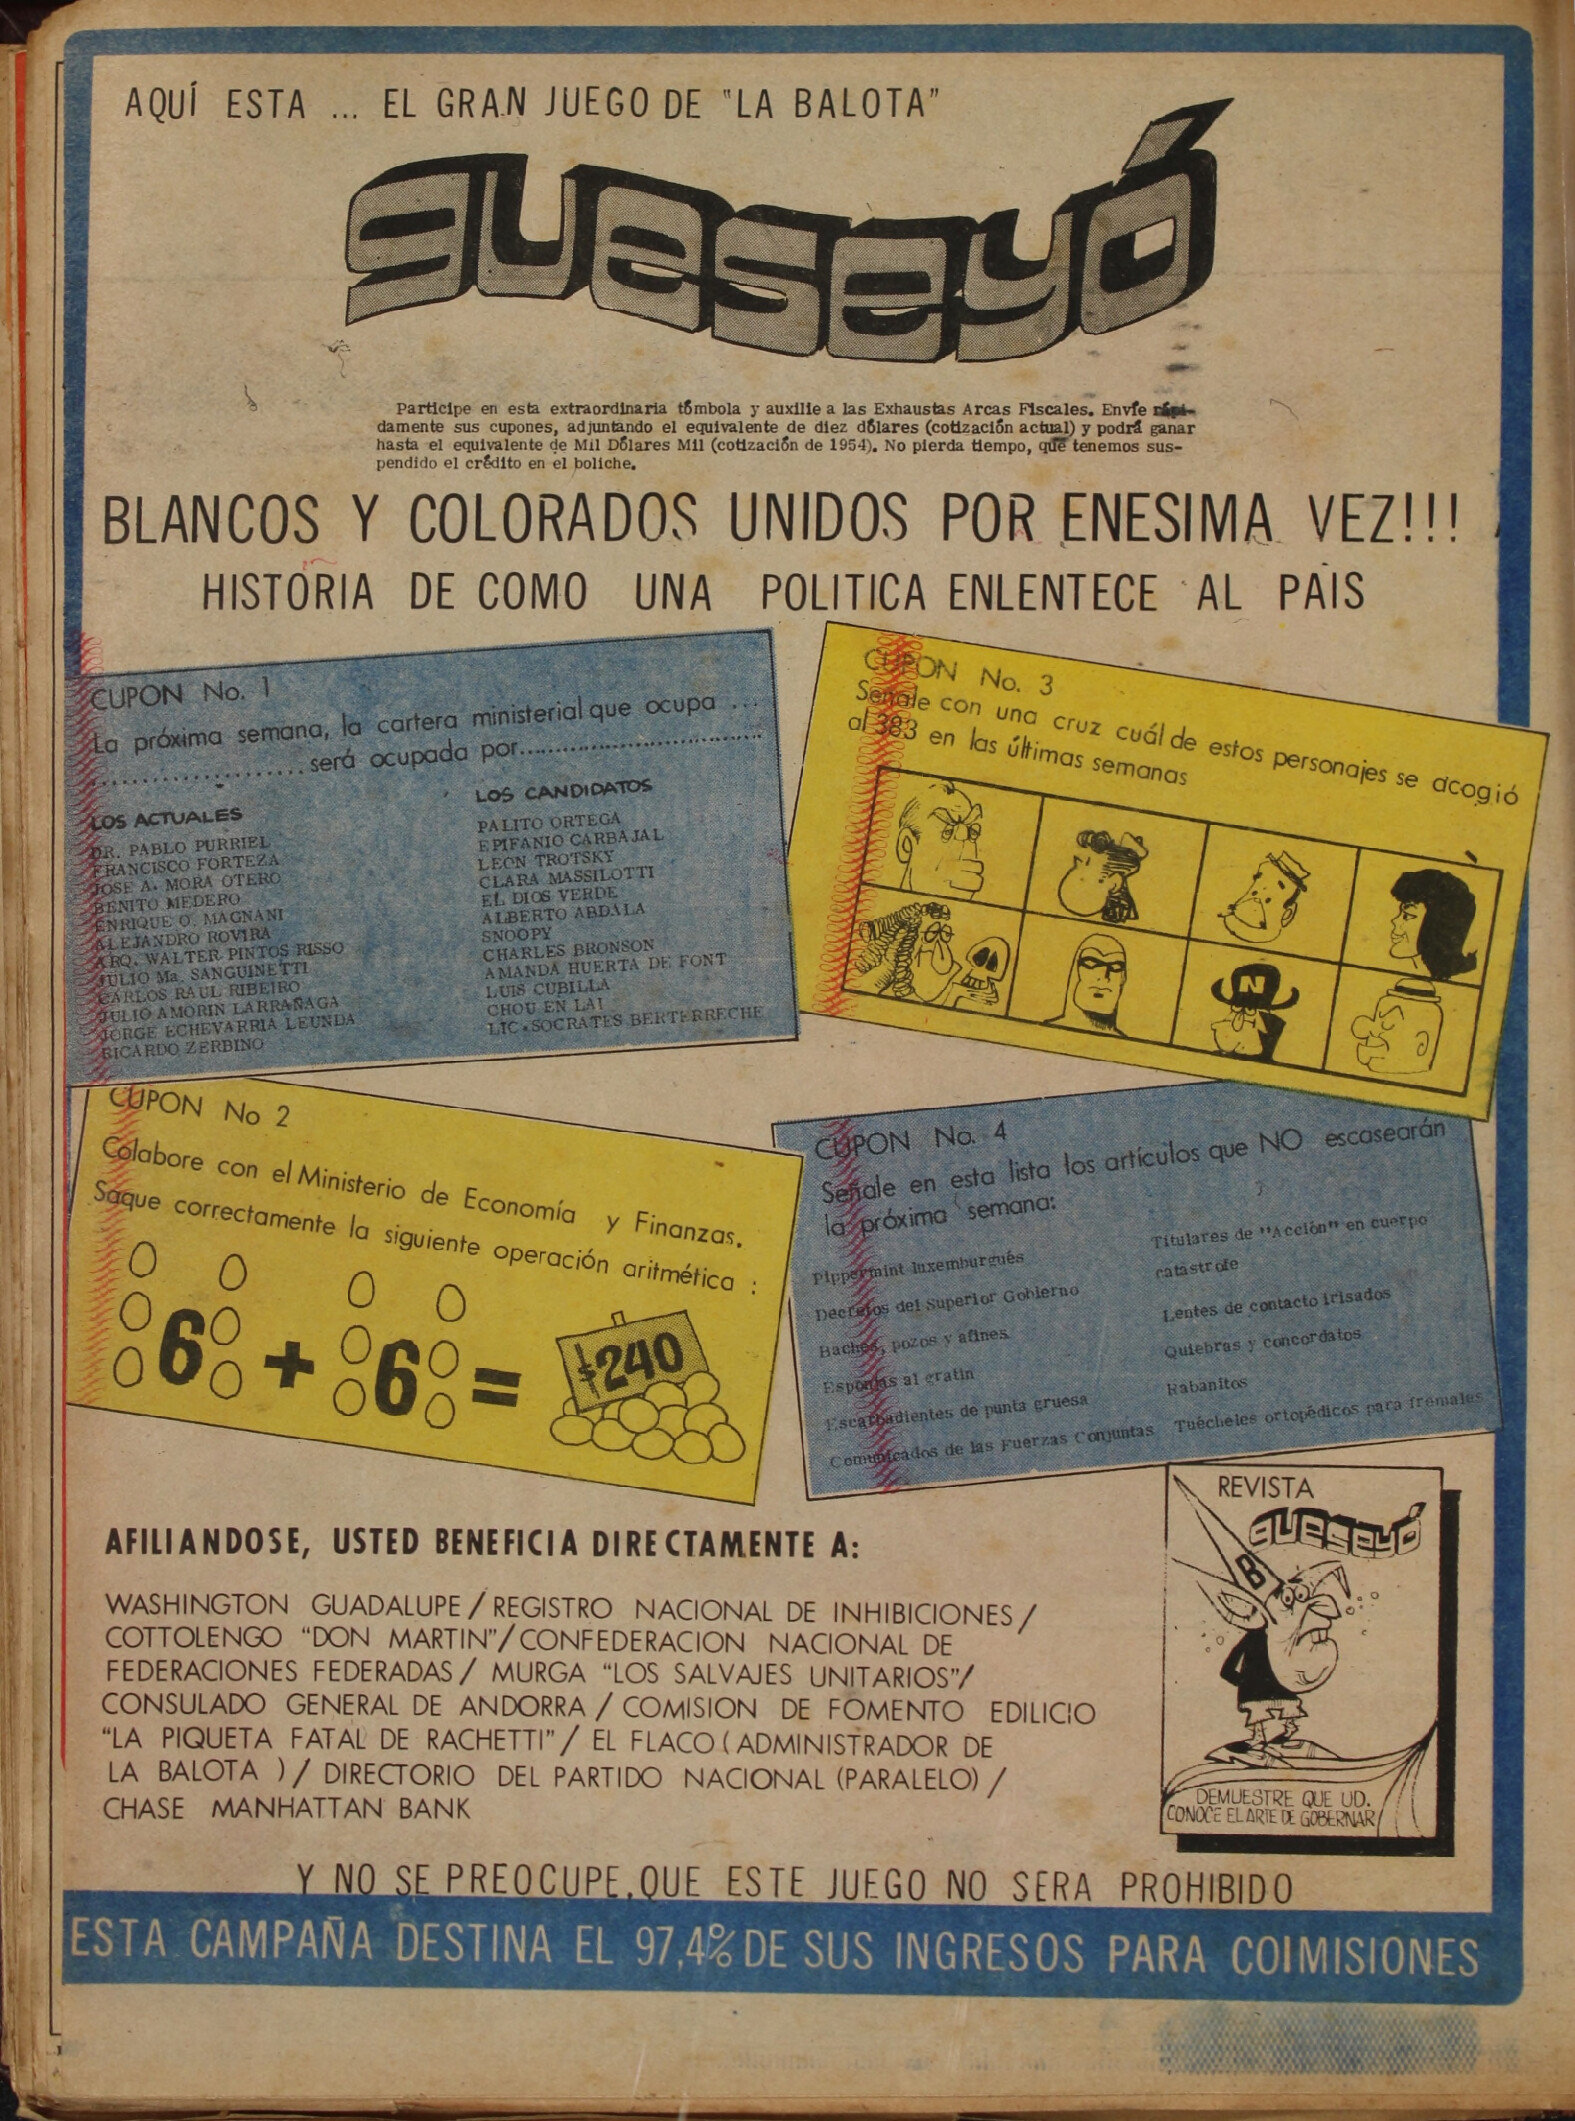 AQUÍ ESTA ... EL GRAN JUEGO DE "LA BALOTA"
gueseyó
Participe en esta extraordinaria tómbola y auxilie a las Exhaustas Arcas Fiscales. Envíe rápi-
damente sus cupones, adjuntando el equivalente de diez dólares (cotización actual) y podrá ganar
hasta el equivalente de Mil Dólares Mil (cotización de 1954). No pierda tiempo, que tenemos sus-
pendido el crédito en el boliche.
BLANCOS Y COLORADOS UNIDOS POR ENESIMA VEZ!!!
HISTORIA DE COMO UNA POLITICA ENLENTECE AL PAIS
CUPON No. 1
La próxima semana, la cartera ministerial que ocupa ...
...................... será ocupada por...................................
LOS ACTUALES
DR. PABLO PURRIEL
FRANCISCO FORTEZA
JOSE A. MORA OTERO
BENITO MEDERO
ENRIQUE O. MAGNANI
ALEJANDRO ROVIRA
ARQ. WALTER PINTOS RISSO
JULIO Ma. SANGUINETTI
CARLOS RAUL RIBEIRO
JULIO AMORIN LARRAÑAGA
JORGE ECHEVARRIA LEUNDA
RICARDO ZERBINO
LOS CANDIDATOS
PALITO ORTEGA
EPIFANIO CARBAJAL
LEON TROTSKY
CLARA MASSILOTTI
EL DIOS VERDE
ALBERTO ABDALA
SNOOPY
CHARLES BRONSON
AMANDA HUERTA DE FONT
LUIS CUBILLA
CHOU EN LAI
LIC. SOCRATES BERTERRECHE
CUPON No. 3
Señale con una cruz cuál de estos personajes se acogió
al 383 en las últimas semanas
N
CUPON No 2
Colabore con el Ministerio de Economía y Finanzas.
Saque correctamente la siguiente operación aritmética :
6 + 6 =
$240
CUPON No. 4
Señale en esta lista los artículos que NO escasearán
la próxima semana:
Pippermint luxemburgués
Decretos del Superior Gobierno
Baches, pozos y afines
Esponjas al gratin
Escarbadientes de punta gruesa
Comunicados de las Fuerzas Conjuntas
Titulares de "Acción" en cuerpo
catástrofe
Lentes de contacto irisados
Quiebras y concordatos
Rabanitos
Tuécheles ortopédicos para fremales
AFILIANDOSE, USTED BENEFICIA DIRECTAMENTE A:
WASHINGTON GUADALUPE / REGISTRO NACIONAL DE INHIBICIONES /
COTTOLENGO "DON MARTIN"/ CONFEDERACION NACIONAL DE
FEDERACIONES FEDERADAS / MURGA "LOS SALVAJES UNITARIOS"/
CONSULADO GENERAL DE ANDORRA / COMISION DE FOMENTO EDILICIO
"LA PIQUETA FATAL DE RACHETTI" / EL FLACO ( ADMINISTRADOR DE
LA BALOTA ) / DIRECTORIO DEL PARTIDO NACIONAL (PARALELO) /
CHASE MANHATTAN BANK
REVISTA
gueseyó
B
DEMUESTRE QUE UD.
CONOCE EL ARTE DE GOBERNAR
Y NO SE PREOCUPE, QUE ESTE JUEGO NO SERA PROHIBIDO
ESTA CAMPAÑA DESTINA EL 97,4% DE SUS INGRESOS PARA COIMISIONES